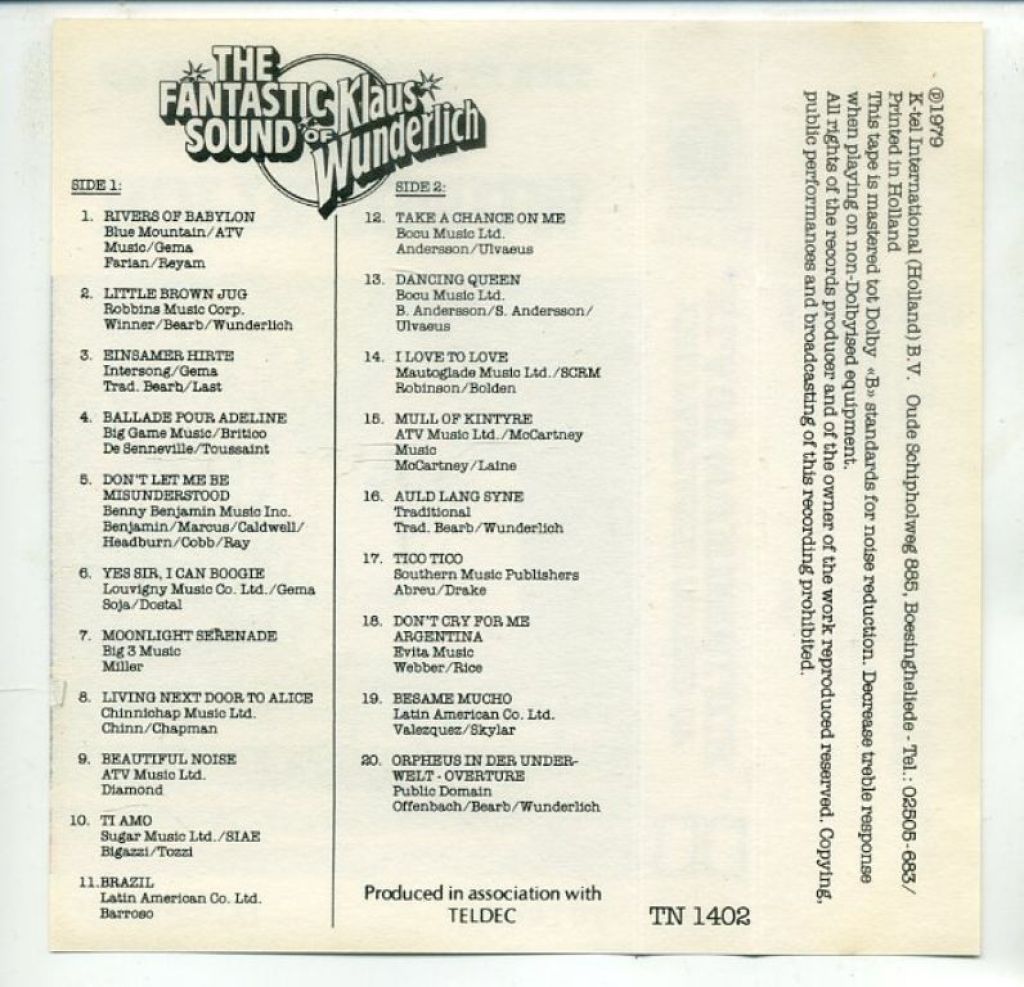 THE
FANTASTIC Klaus
SOUND OF Wunderlich
SIDE 1:
1. RIVERS OF BABYLON
Blue Mountain/ATV
Music/Gema
Farian/Reyam
2. LITTLE BROWN JUG
Robbins Music Corp.
Winner/Bearb/Wunderlich
3. EINSAMER HIRTE
Intersong/Gema
Trad. Bearb/Last
4. BALLADE POUR ADELINE
Big Game Music/Britico
De Senneville/Toussaint
5. DON'T LET ME BE
MISUNDERSTOOD
Benny Benjamin Music Inc.
Benjamin/Marcus/Caldwell/
Headburn/Cobb/Ray
6. YES SIR, I CAN BOOGIE
Louvigny Music Co. Ltd./Gema
Soja/Dostal
7. MOONLIGHT SERENADE
Big 3 Music
Miller
8. LIVING NEXT DOOR TO ALICE
Chinnichap Music Ltd.
Chinn/Chapman
9. BEAUTIFUL NOISE
ATV Music Ltd.
Diamond
10. TI AMO
Sugar Music Ltd./SIAE
Bigazzi/Tozzi
11. BRAZIL
Latin American Co. Ltd.
Barroso
SIDE 2:
12. TAKE A CHANCE ON ME
Bocu Music Ltd.
Andersson/Ulvaeus
13. DANCING QUEEN
Bocu Music Ltd.
B. Andersson/S. Andersson/
Ulvaeus
14. I LOVE TO LOVE
Mautoglade Music Ltd./SCRM
Robinson/Bolden
15. MULL OF KINTYRE
ATV Music Ltd./McCartney
Music
McCartney/Laine
16. AULD LANG SYNE
Traditional
Trad. Bearb/Wunderlich
17. TICO TICO
Southern Music Publishers
Abreu/Drake
18. DON'T CRY FOR ME
ARGENTINA
Evita Music
Webber/Rice
19. BESAME MUCHO
Latin American Co. Ltd.
Valezquez/Skylar
20. ORPHEUS IN DER UNDER-
WELT - OVERTURE
Public Domain
Offenbach/Bearb/Wunderlich
Produced in association with
TELDEC
TN 1402
℗1979
K-tel International (Holland) B.V. Oude Schipholweg 885, Boesingheliede - Tel.: 02505-683/
Printed in Holland
This tape is mastered tot Dolby «B» standards for noise reduction. Decrease treble response
when playing on non-Dolbyised equipment.
All rights of the records producer and of the owner of the work reproduced reserved. Copying,
public performances and broadcasting of this recording prohibited.